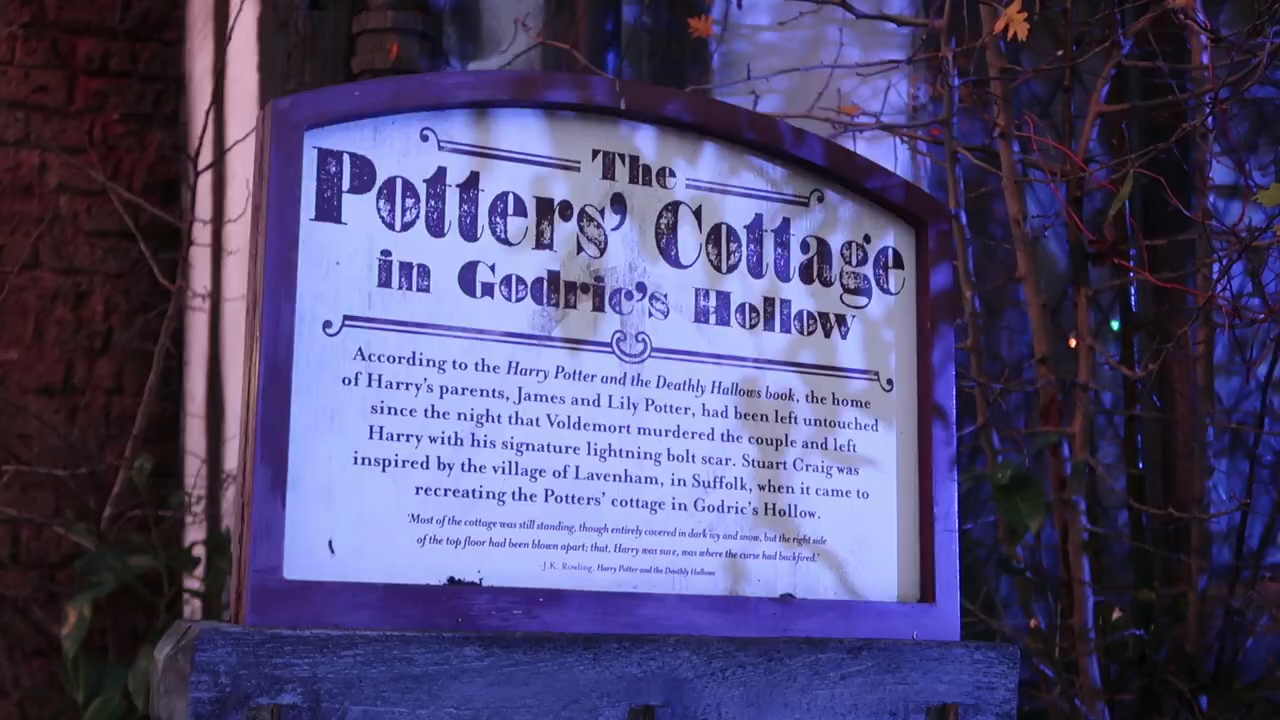 The
Potters' Cottage
in Godric's Hollow
According to the Harry Potter and the Deathly Hallows book, the home
of Harry's parents, James and Lily Potter, had been left untouched
since the night that Voldemort murdered the couple and left
Harry with his signature lightning bolt scar. Stuart Craig was
inspired by the village of Lavenham, in Suffolk, when it came to
recreating the Potters' cottage in Godric's Hollow.
'Most of the cottage was still standing, though entirely covered in dark ivy and snow, but the right side
of the top floor had been blown apart; that, Harry was sure, was where the curse had backfired.'
-J.K. Rowling, Harry Potter and the Deathly Hallows